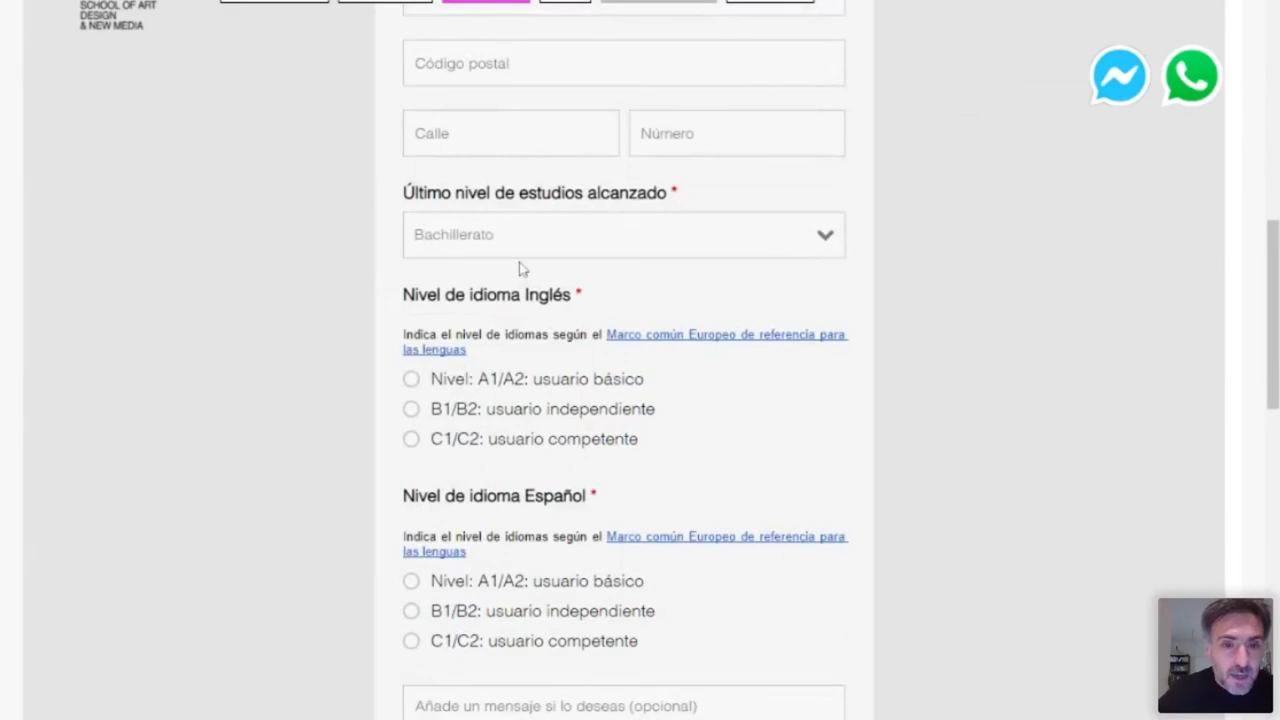 SCHOOL OF ART
DESIGN
& NEW MEDIA
Código postal
Calle
Número
Último nivel de estudios alcanzado *
Bachillerato
Nivel de idioma Inglés *
Indica el nivel de idiomas según el Marco común Europeo de referencia para
las lenguas
Nivel: A1/A2: usuario básico
B1/B2: usuario independiente
C1/C2: usuario competente
Nivel de idioma Español *
Indica el nivel de idiomas según el Marco común Europeo de referencia para
las lenguas
Nivel: A1/A2: usuario básico
B1/B2: usuario independiente
C1/C2: usuario competente
Añade un mensaje si lo deseas (opcional)